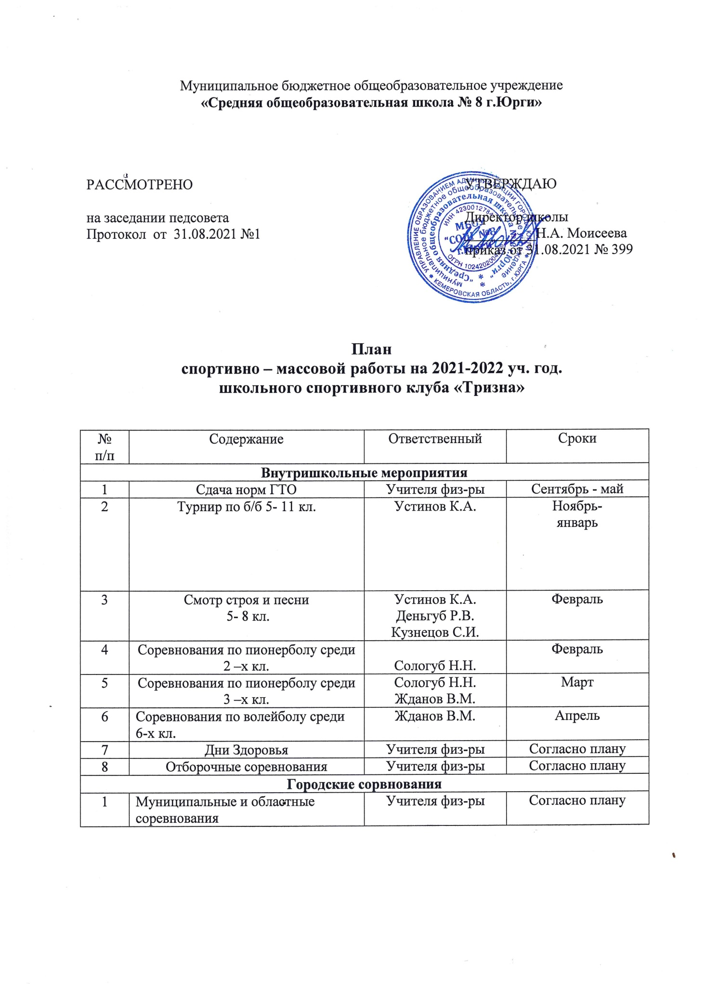 Муниципальное бюджетное общеобразовательное учреждение
«Средняя общеобразовательная школа № 8 г.Юрги»
РАССМОТРЕНО
на заседании педсовета
Протокол от 31.08.2021 №1
УТВЕРЖДАЮ
Директор школы
Н.А. Моисеева
приказ от 31.08.2021 № 399
УПРАВЛЕНИЕ ОБРАЗОВАНИЕМ АДМИНИСТРАЦИИ ГОРОДА ЮРГИ * КЕМЕРОВСКАЯ ОБЛАСТЬ, г.ЮРГА *
муниципальное бюджетное общеобразовательное учреждение *
"Средняя общеобразовательная школа №8 г.Юрги" *
ИНН 4230012784
ОГРН
МБОУ
"СОШ №8
г.Юрги"
План
спортивно – массовой работы на 2021-2022 уч. год.
школьного спортивного клуба «Тризна»
№ п/п Содержание Ответственный Сроки
Внутришкольные мероприятия
1 Сдача норм ГТО Учителя физ-ры Сентябрь - май
2 Турнир по б/б 5- 11 кл. Устинов К.А. Ноябрь-
январь
3 Смотр строя и песни Устинов К.А. Февраль
5- 8 кл. Деньгуб Р.В.
Кузнецов С.И.
4 Соревнования по пионерболу среди Февраль
2 –х кл. Сологуб Н.Н.
5 Соревнования по пионерболу среди Сологуб Н.Н. Март
3 –х кл. Жданов В.М.
6 Соревнования по волейболу среди Жданов В.М. Апрель
6-х кл.
7 Дни Здоровья Учителя физ-ры Согласно плану
8 Отборочные соревнования Учителя физ-ры Согласно плану
Городские сорвнования
1 Муниципальные и областные Учителя физ-ры Согласно плану
соревнования